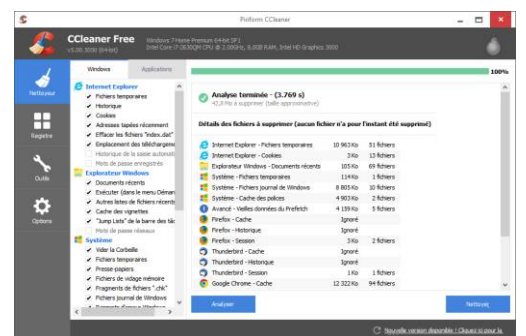 Piriform CCleaner
CCleaner Free
v5.00.5050 (64-bit)
Windows 7 Home Premium 64-bit SP1
Intel Core i7-3630QM CPU @ 2.00GHz, 8,0GB RAM, Intel HD Graphics 3000
Nettoyeur
Registre
Outils
Options
Windows
Applications
Internet Explorer
Fichiers temporaires
Historique
Cookies
Adresses tapées récemment
Effacer les fichiers "index.dat"
Emplacement des téléchargeme
Historique de la saisie automati
Mots de passe enregistrés
Explorateur Windows
Documents récents
Exécuter (dans le menu Démarr
Autres listes de fichiers récents
Cache des vignettes
"Jump Lists" de la barre des tâc
Mots de passe réseaux
Système
Vider la Corbeille
Fichiers temporaires
Presse-papiers
Fichiers de vidage mémoire
Fragments de fichiers ".chk"
Fichiers journal de Windows
100%
Analyse terminée - (3.769 s)
42,8 Mo à supprimer (taille approximative)
Détails des fichiers à supprimer (aucun fichier n'a pour l'instant été supprimé)
Internet Explorer - Fichiers temporaires 10 963 Ko 51 fichiers
Internet Explorer - Cookies 3 Ko 13 fichiers
Explorateur Windows - Documents récents 103 Ko 69 fichiers
Système - Fichiers temporaires 114 Ko 1 fichiers
Système - Fichiers journal de Windows 8 805 Ko 10 fichiers
Système - Cache des polices 4 903 Ko 2 fichiers
Avancé - Vieilles données du Prefetch 4 139 Ko 5 fichiers
Firefox - Cache Ignoré
Firefox - Historique Ignoré
Firefox - Session 3 Ko 2 fichiers
Thunderbird - Cache Ignoré
Thunderbird - Historique Ignoré
Thunderbird - Session 1 Ko 1 fichiers
Google Chrome - Cache 12 322 Ko 94 fichiers
Analyser
Nettoyer
Nouvelle version disponible ! Cliquez ici pour la